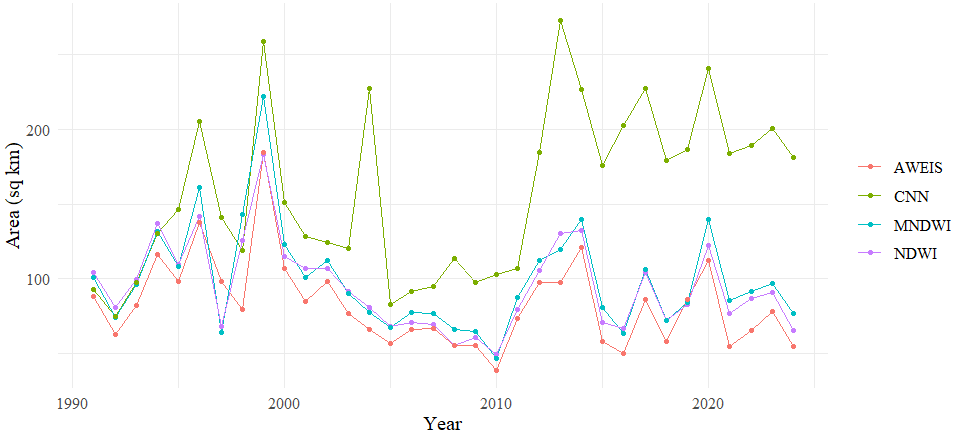 Area (sq km)
200
100
1990
2000
2010
2020
Year
AWEIS
CNN
MNDWI
NDWI